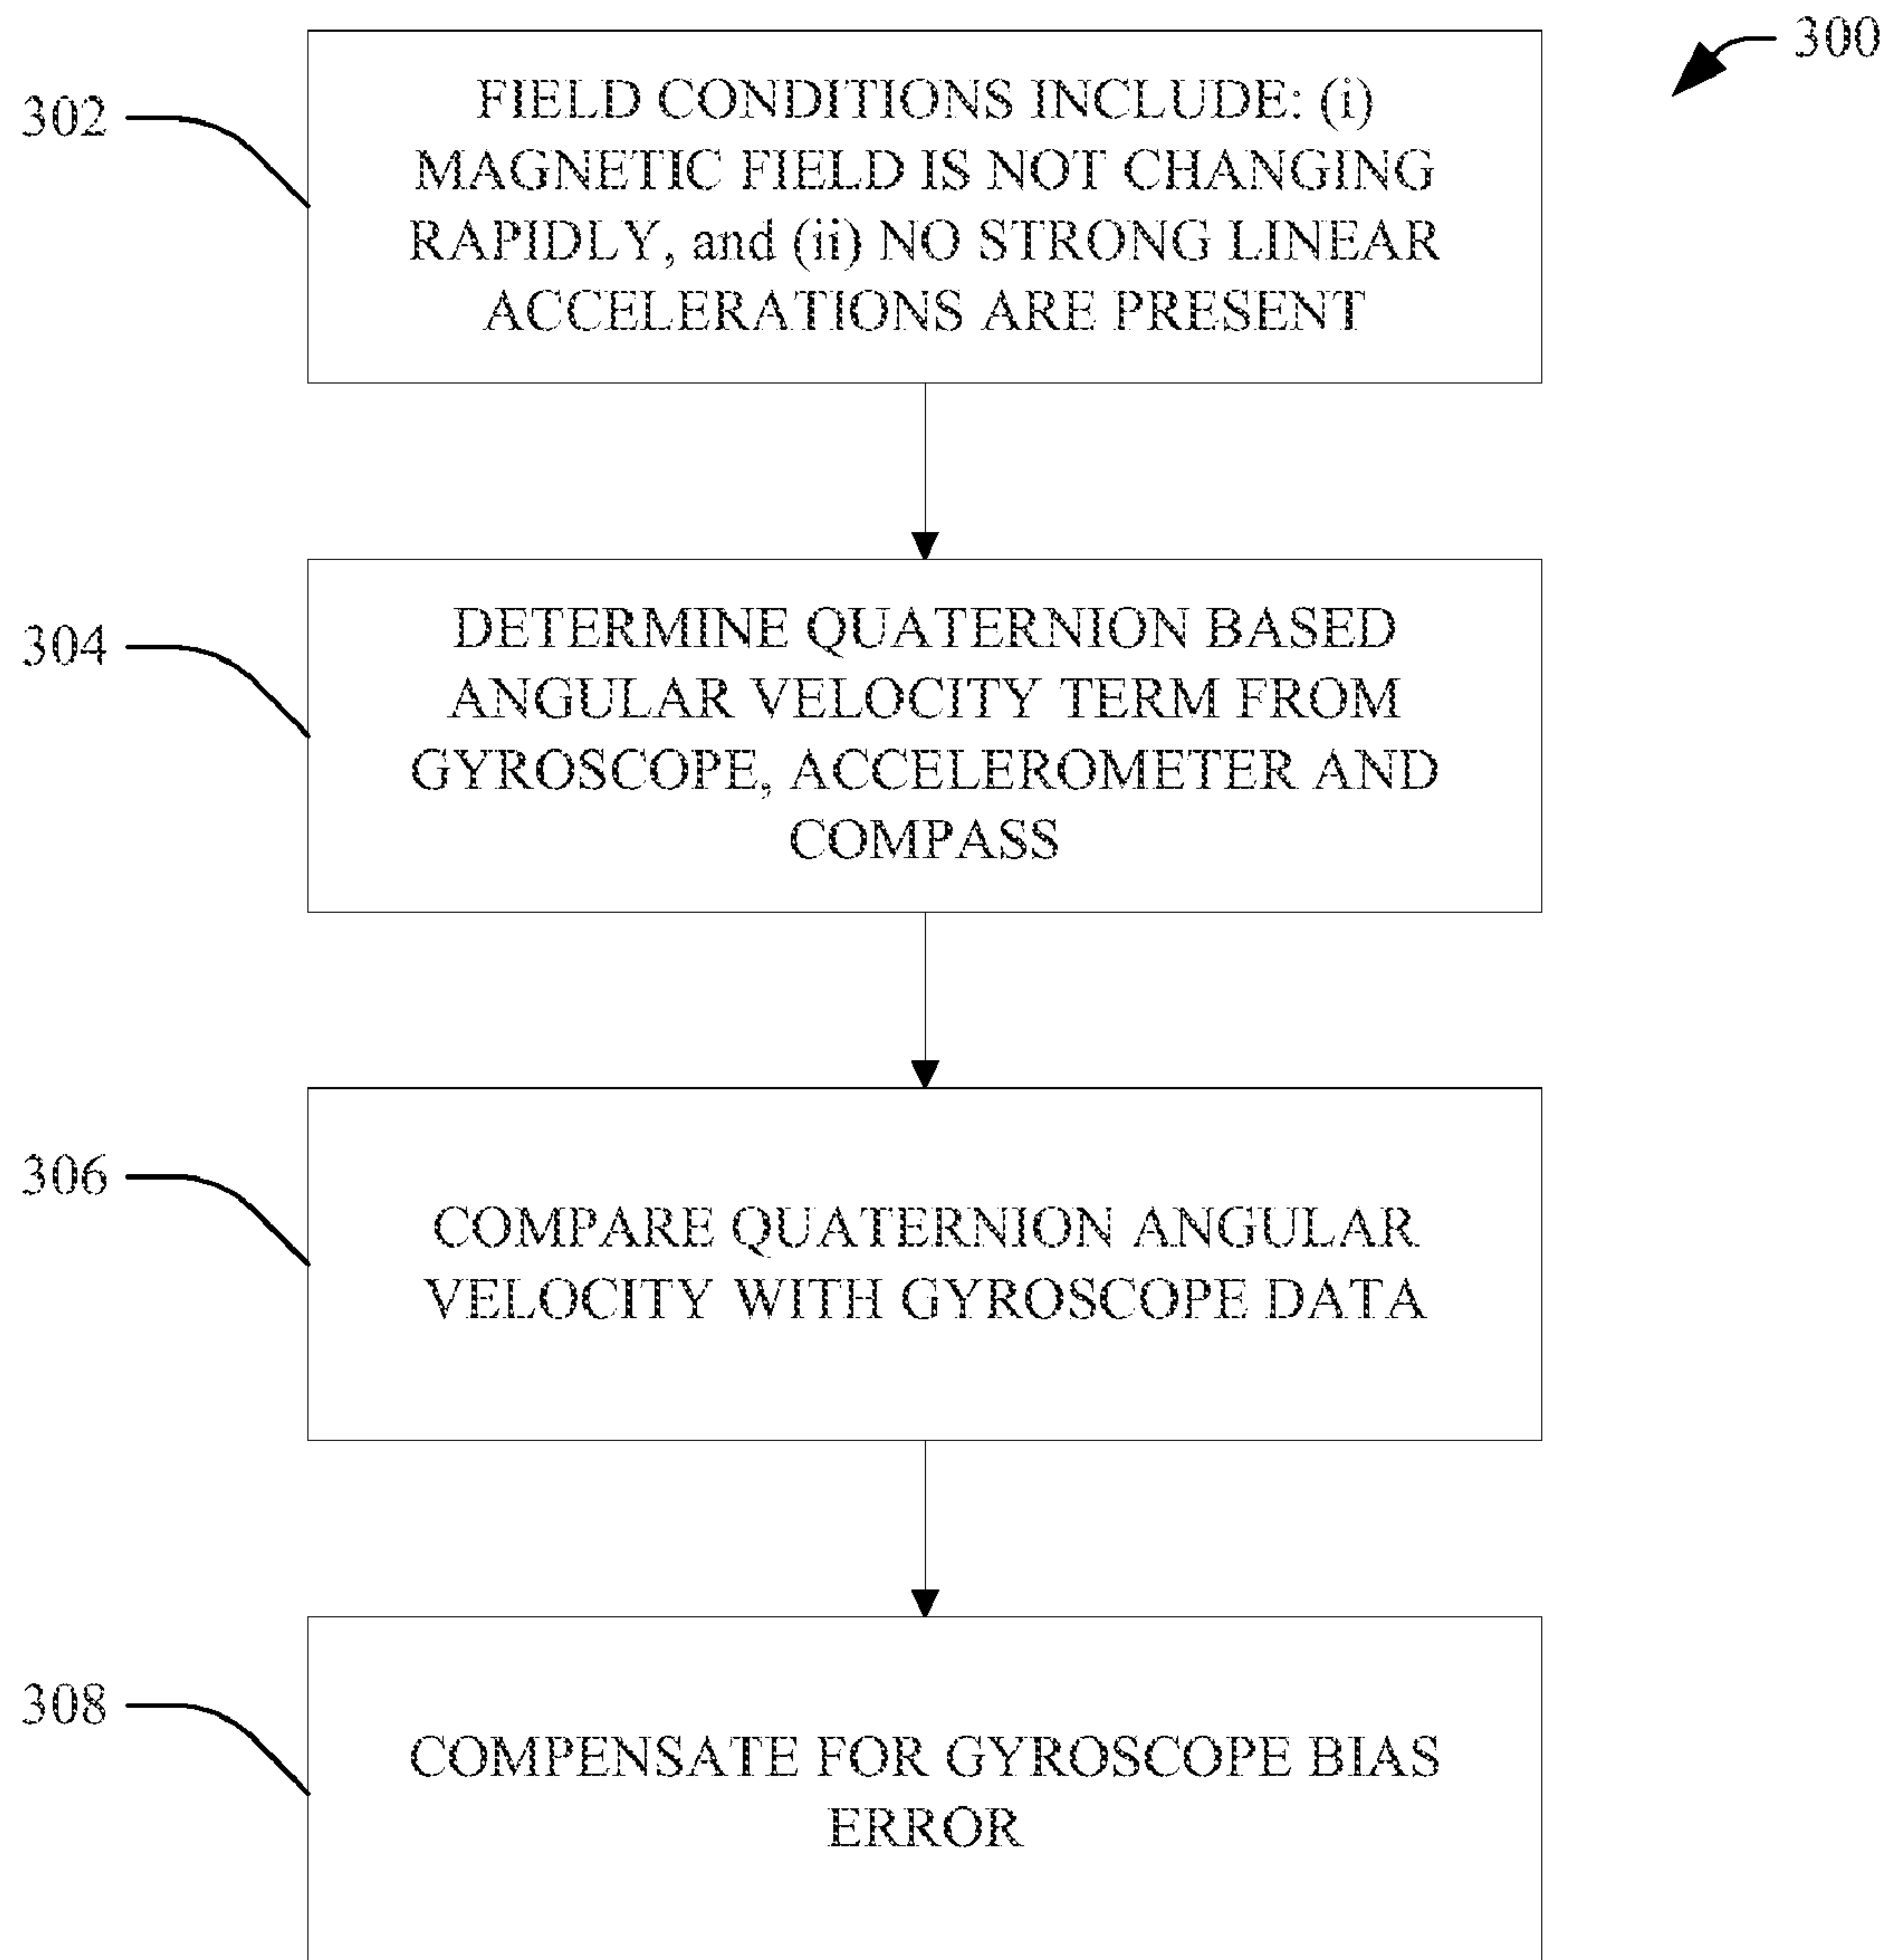 300
302
FIELD CONDITIONS INCLUDE: (i)
MAGNETIC FIELD IS NOT CHANGING
RAPIDLY, and (ii) NO STRONG LINEAR
ACCELERATIONS ARE PRESENT
304
DETERMINE QUATERNION BASED
ANGULAR VELOCITY TERM FROM
GYROSCOPE, ACCELEROMETER AND
COMPASS
306
COMPARE QUATERNION ANGULAR
VELOCITY WITH GYROSCOPE DATA
308
COMPENSATE FOR GYROSCOPE BIAS
ERROR